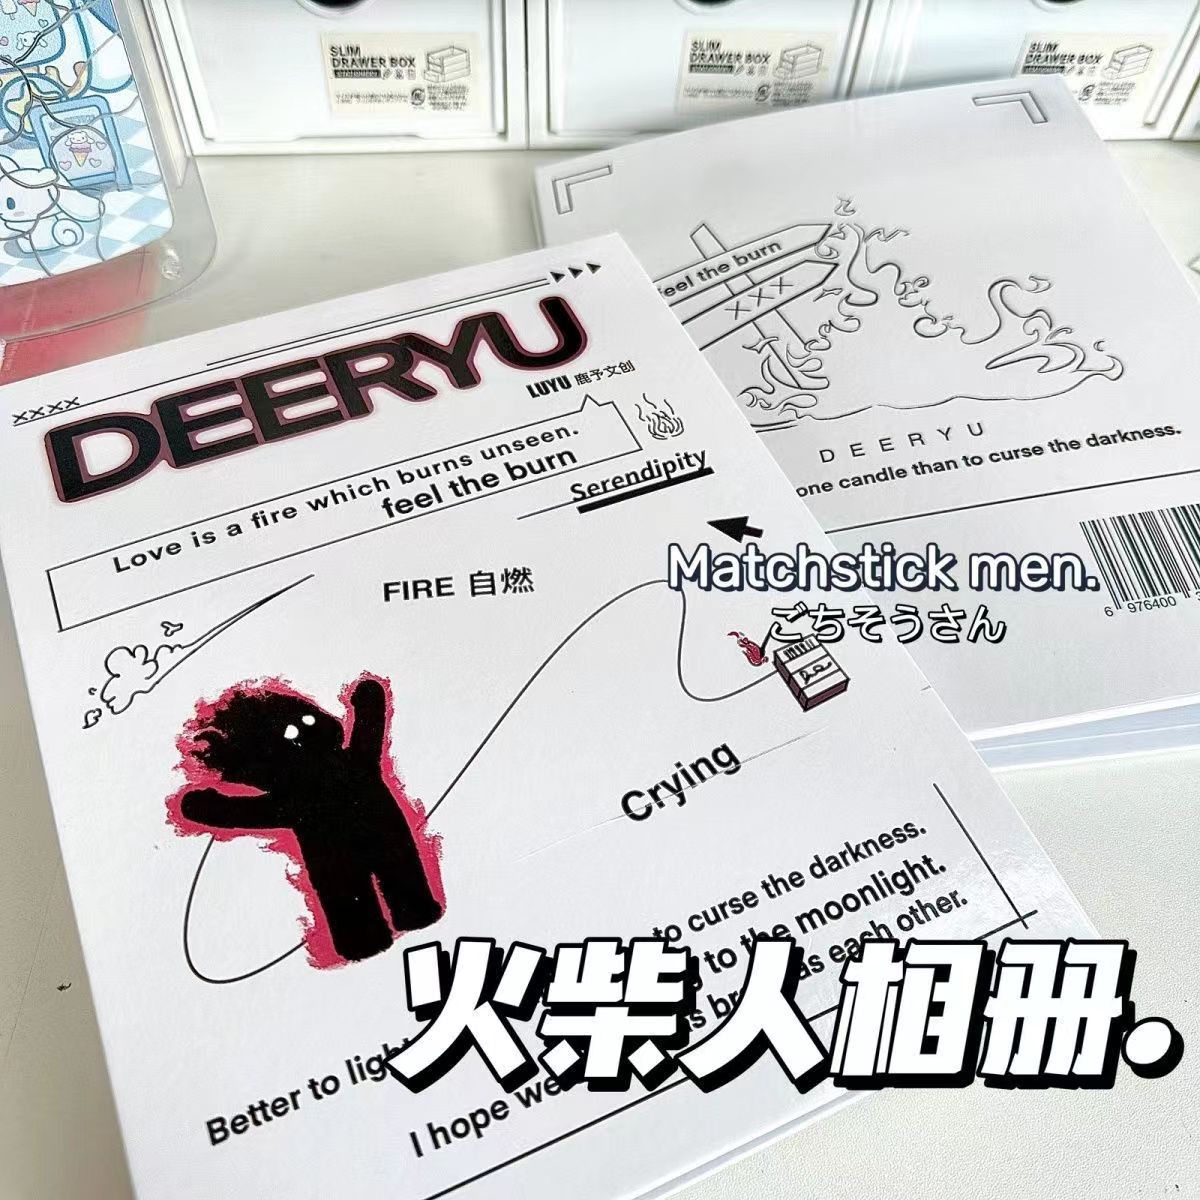 SLIM
DRAWER BOX
SLIM
DRAWER BOX
SLIM
DRAWER BOX
XXXX
DEERYU
LUYU 鹿予文创
Love is a fire which burns unseen.
feel the burn
Serendipity
FIRE 自燃
Crying
to curse the darkness.
to the moonlight.
as each other.
Better to light
I hope we
feel the burn
XXX
DEERYU
one candle than to curse the darkness.
6 976400
Matchstick men.
ごちそうさん
火柴人相册.